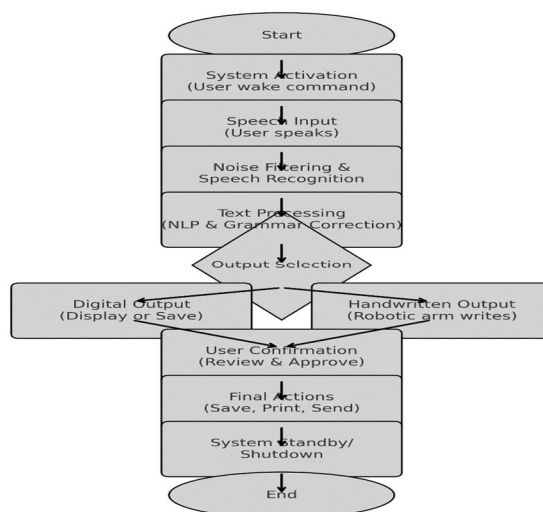 Start
System Activation
(User wake command)
Speech Input
(User speaks)
Noise Filtering &
Speech Recognition
Text Processing
(NLP & Grammar Correction)
Output Selection
Digital Output
(Display or Save)
Handwritten Output
(Robotic arm writes)
User Confirmation
(Review & Approve)
Final Actions
(Save, Print, Send)
System Standby/
Shutdown
End